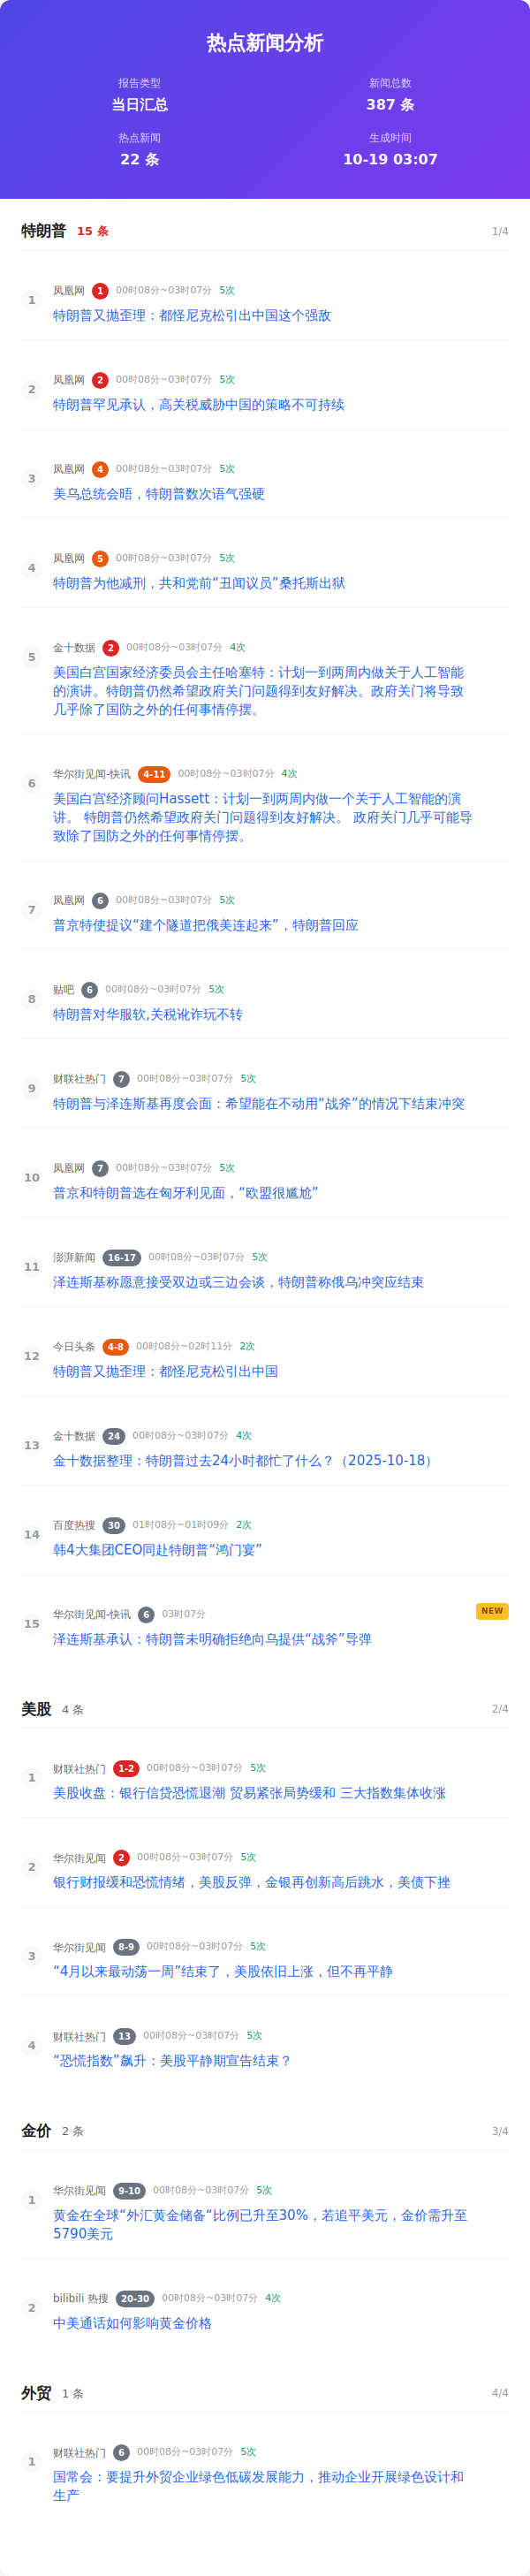 热点新闻分析
报告类型
当日汇总
新闻总数
387 条
热点新闻
22 条
生成时间
10-19 03:07
特朗普 15 条 1/4
1
凤凰网 1 00时08分~03时07分 5次
特朗普又抛歪理：都怪尼克松引出中国这个强敌
2
凤凰网 2 00时08分~03时07分 5次
特朗普罕见承认，高关税威胁中国的策略不可持续
3
凤凰网 4 00时08分~03时07分 5次
美乌总统会晤，特朗普数次语气强硬
4
凤凰网 5 00时08分~03时07分 5次
特朗普为他减刑，共和党前“丑闻议员”桑托斯出狱
5
金十数据 2 00时08分~03时07分 4次
美国白宫国家经济委员会主任哈塞特：计划一到两周内做关于人工智能
的演讲。特朗普仍然希望政府关门问题得到友好解决。政府关门将导致
几乎除了国防之外的任何事情停摆。
6
华尔街见闻-快讯 4-11 00时08分~03时07分 4次
美国白宫经济顾问Hassett：计划一到两周内做一个关于人工智能的演
讲。 特朗普仍然希望政府关门问题得到友好解决。 政府关门几乎可能导
致除了国防之外的任何事情停摆。
7
凤凰网 6 00时08分~03时07分 5次
普京特使提议“建个隧道把俄美连起来”，特朗普回应
8
贴吧 6 00时08分~03时07分 5次
特朗普对华服软,关税讹诈玩不转
9
财联社热门 7 00时08分~03时07分 5次
特朗普与泽连斯基再度会面：希望能在不动用“战斧”的情况下结束冲突
10
凤凰网 7 00时08分~03时07分 5次
普京和特朗普选在匈牙利见面，“欧盟很尴尬”
11
澎湃新闻 16-17 00时08分~03时07分 5次
泽连斯基称愿意接受双边或三边会谈，特朗普称俄乌冲突应结束
12
今日头条 4-8 00时08分~02时11分 2次
特朗普又抛歪理：都怪尼克松引出中国
13
金十数据 24 00时08分~03时07分 4次
金十数据整理：特朗普过去24小时都忙了什么？（2025-10-18）
14
百度热搜 30 01时08分~01时09分 2次
韩4大集团CEO同赴特朗普“鸿门宴”
15
华尔街见闻-快讯 6 03时07分 NEW
泽连斯基承认：特朗普未明确拒绝向乌提供“战斧”导弹
美股 4 条 2/4
1
财联社热门 1-2 00时08分~03时07分 5次
美股收盘：银行信贷恐慌退潮 贸易紧张局势缓和 三大指数集体收涨
2
华尔街见闻 2 00时08分~03时07分 5次
银行财报缓和恐慌情绪，美股反弹，金银再创新高后跳水，美债下挫
3
华尔街见闻 8-9 00时08分~03时07分 5次
“4月以来最动荡一周”结束了，美股依旧上涨，但不再平静
4
财联社热门 13 00时08分~03时07分 5次
“恐慌指数”飙升：美股平静期宣告结束？
金价 2 条 3/4
1
华尔街见闻 9-10 00时08分~03时07分 5次
黄金在全球“外汇黄金储备“比例已升至30%，若追平美元，金价需升至
5790美元
2
bilibili 热搜 20-30 00时08分~03时07分 4次
中美通话如何影响黄金价格
外贸 1 条 4/4
1
财联社热门 6 00时08分~03时07分 5次
国常会：要提升外贸企业绿色低碳发展能力，推动企业开展绿色设计和
生产